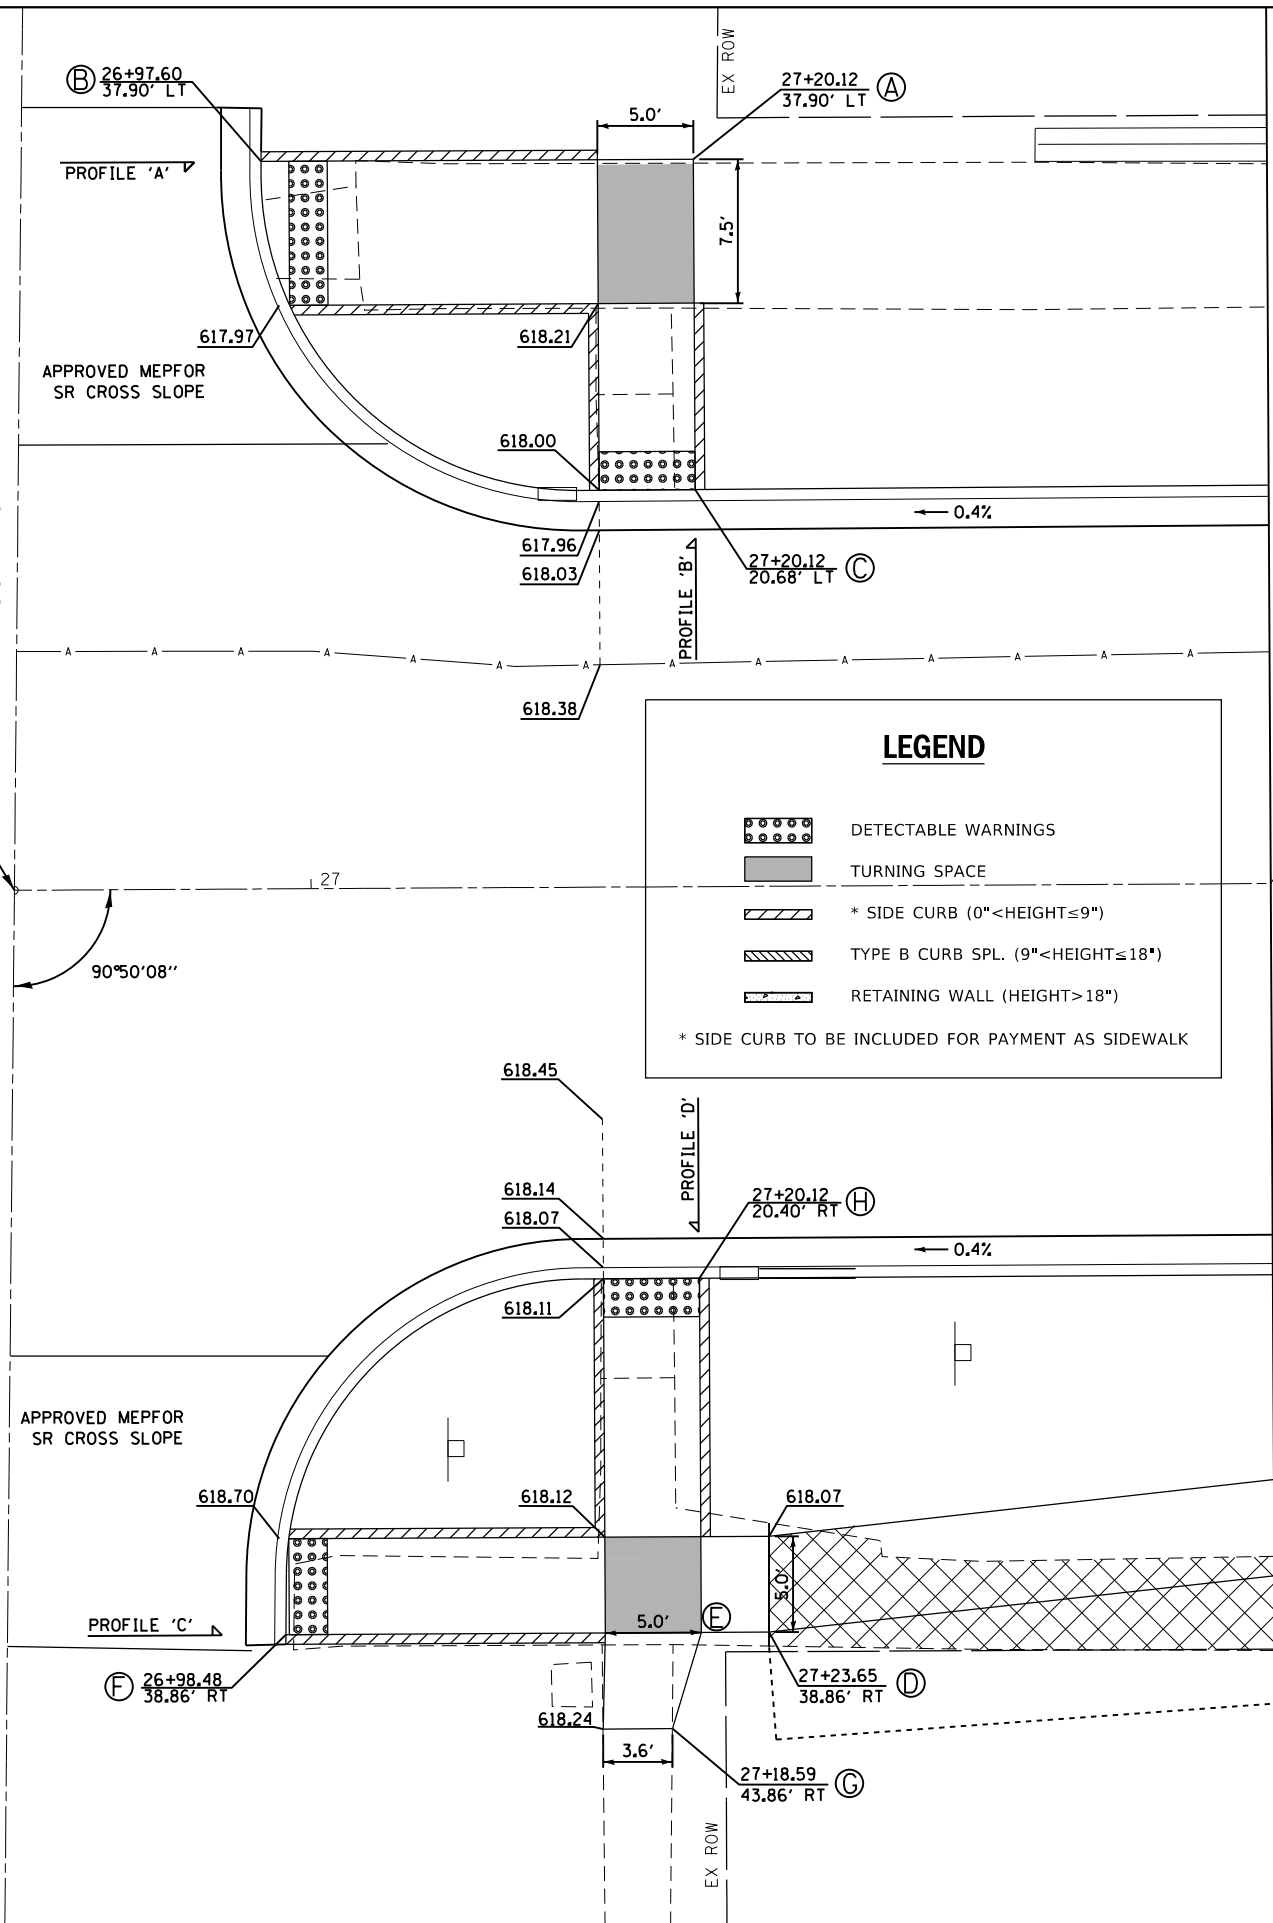 EX ROW
B 26+97.60
37.90' LT
27+20.12 A
37.90' LT
5.0'
PROFILE 'A'
7.5'
617.97
618.21
APPROVED MEPFOR
SR CROSS SLOPE
618.00
0.4%
617.96
618.03
27+20.12 C
20.68' LT
PROFILE 'B'
A A A A A A A A A A A A A A
618.38
LEGEND
DETECTABLE WARNINGS
TURNING SPACE
27
* SIDE CURB (0"<HEIGHT≤9")
TYPE B CURB SPL. (9"<HEIGHT≤18")
90°50'08''
RETAINING WALL (HEIGHT>18")
* SIDE CURB TO BE INCLUDED FOR PAYMENT AS SIDEWALK
618.45
PROFILE 'D'
618.14
618.07
27+20.12 H
20.40' RT
0.4%
618.11
APPROVED MEPFOR
SR CROSS SLOPE
618.70
618.12
618.07
5.0'
PROFILE 'C'
5.0'
E
F 26+98.48
38.86' RT
27+23.65 D
38.86' RT
618.24
3.6'
27+18.59 G
43.86' RT
EX ROW